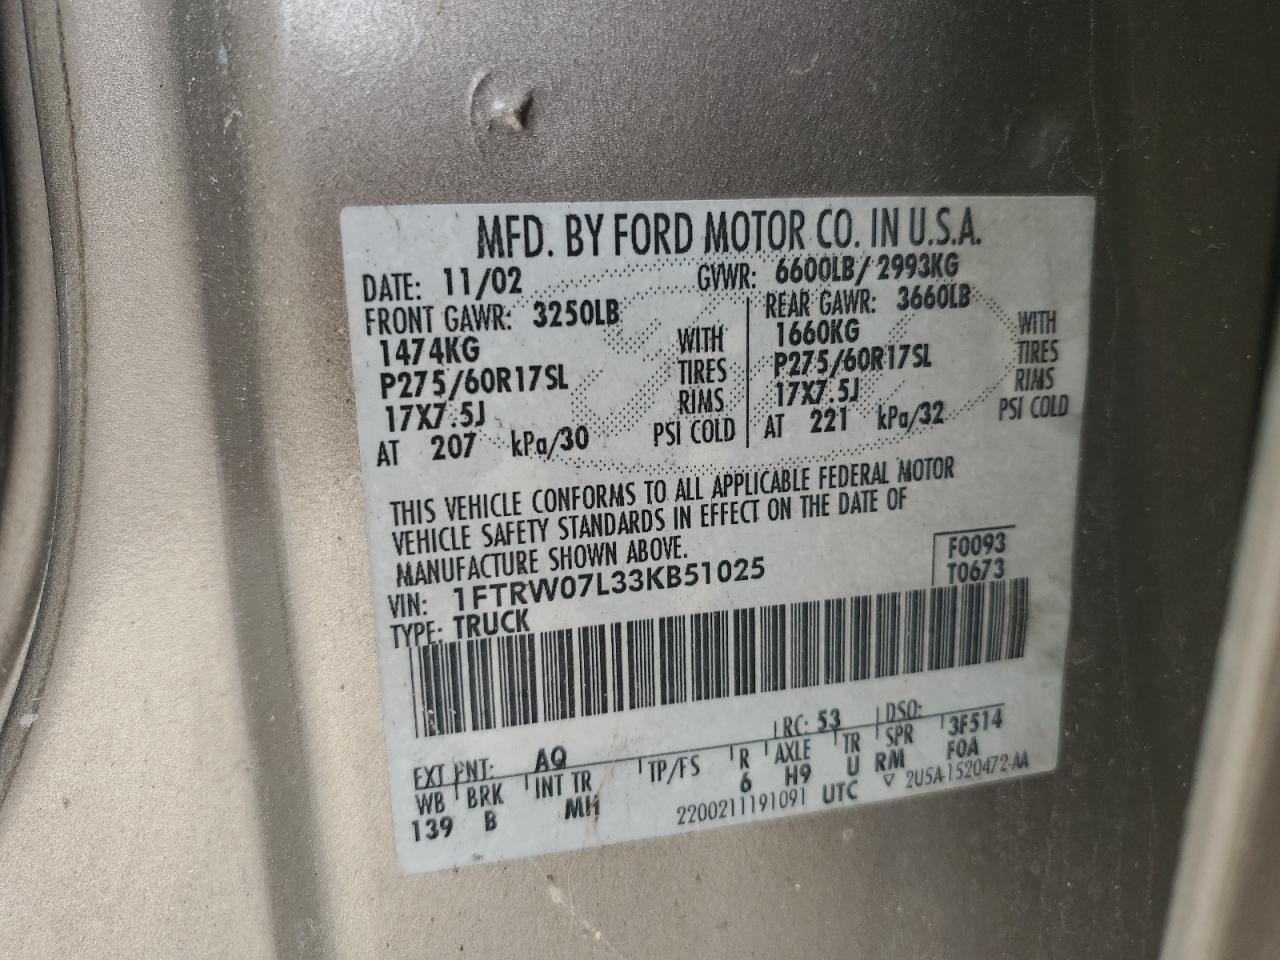 MFD. BY FORD MOTOR CO. IN U.S.A.
DATE: 11/02 GVWR: 6600LB/ 2993KG
FRONT GAWR: 3250LB REAR GAWR: 3660LB
1474KG WITH 1660KG WITH
P275/60R17SL TIRES P275/60R17SL TIRES
17X7.5J RIMS 17X7.5J RIMS
AT 207 kPa/30 PSI COLD AT 221 kPa/32 PSI COLD
THIS VEHICLE CONFORMS TO ALL APPLICABLE FEDERAL MOTOR
VEHICLE SAFETY STANDARDS IN EFFECT ON THE DATE OF
MANUFACTURE SHOWN ABOVE.
F0093
VIN: 1FTRW07L33KB51025 T0673
TYPE: TRUCK
EXT PNT: AQ RC: 53 DSO: 3F514
WB BRK INT TR TP/FS R AXLE TR SPR F0A
139 B MH 6 H9 U RM
2200211191091 UTC ▽ 2U5A-1520472-AA